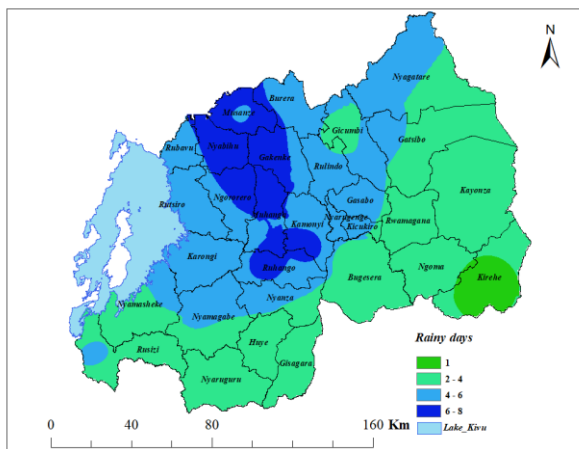 N
Nyagatare
Burera
Musanze
Gicumbi
Rubavu
Nyabihu
Gakenke
Gatsibo
Rulindo
Kayonza
Rutsiro
Ngororero
Gasabo
Muhanga
Nyarugenge
Rwamagana
Kamonyi
Kicukiro
Karongi
Ruhango
Bugesera
Ngoma
Kirehe
Nyamasheke
Nyanza
Nyamagabe
Rusizi
Huye
Gisagara
Nyaruguru
Rainy days
1
2 - 4
4 - 6
6 - 8
Lake_Kivu
0 40 80 160 Km